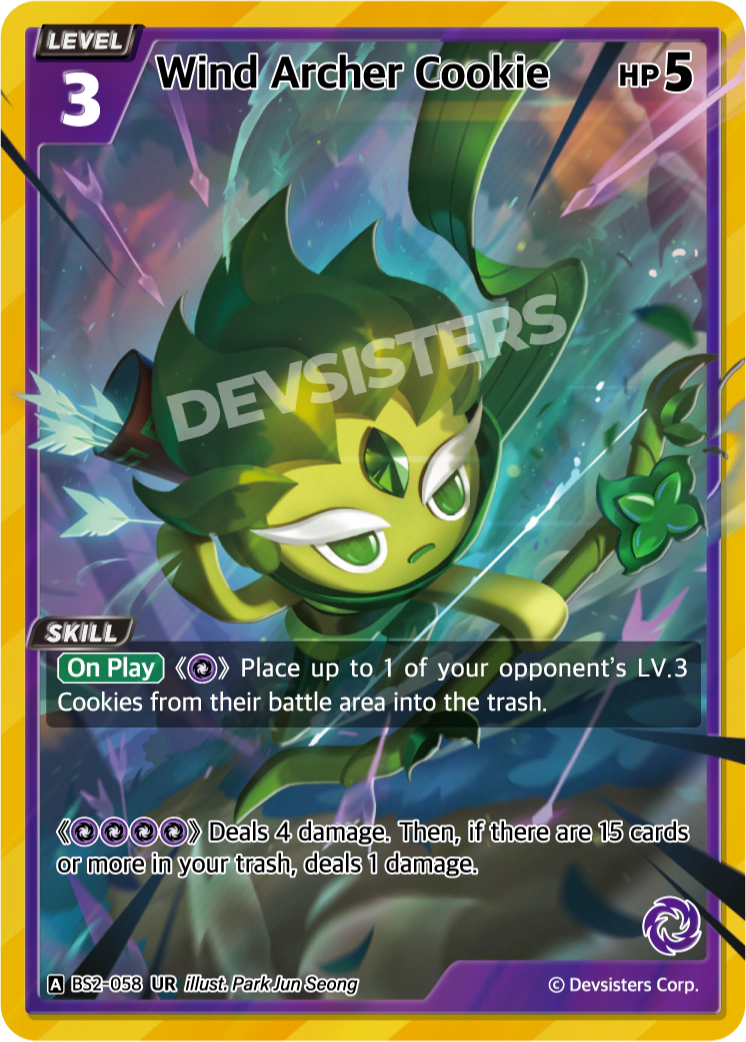 LEVEL
3
Wind Archer Cookie
HP 5
DEVSISTERS
SKILL
On Play 《 》 Place up to 1 of your opponent's LV.3
Cookies from their battle area into the trash.
《 》 Deals 4 damage. Then, if there are 15 cards
or more in your trash, deals 1 damage.
A BS2-058 UR illust. Park Jun Seong
© Devsisters Corp.